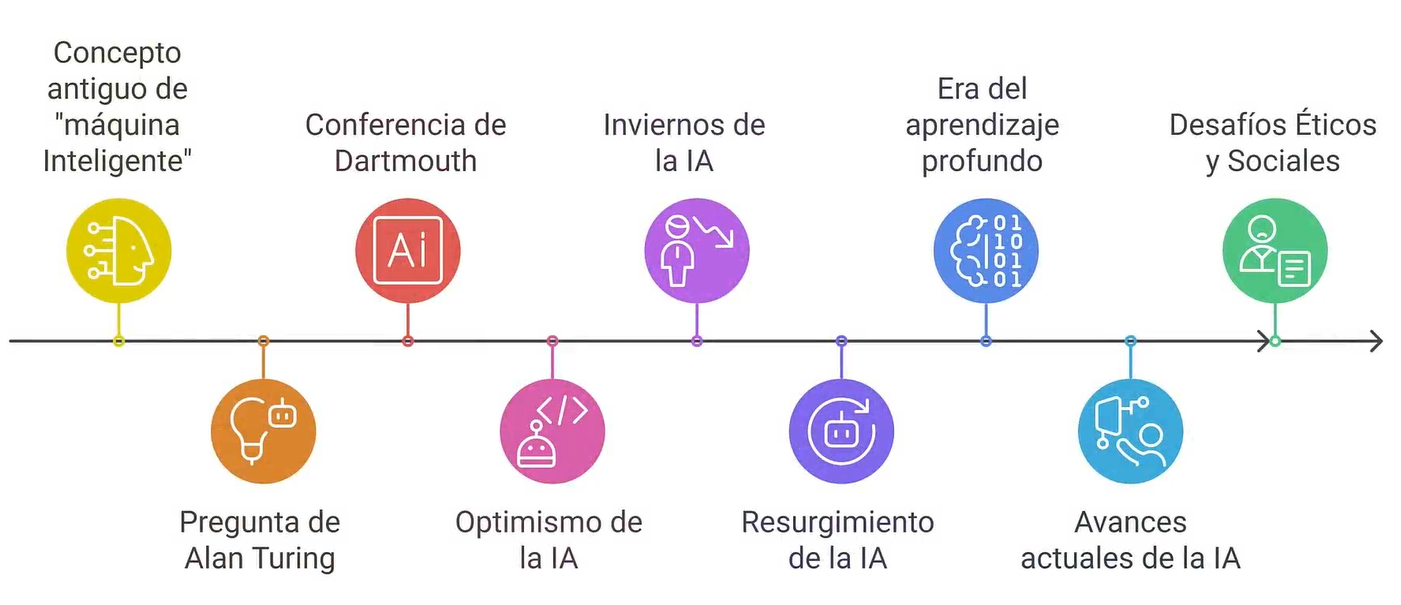 Concepto
antiguo de
"máquina
Inteligente"
Pregunta de
Alan Turing
Conferencia de
Dartmouth
Ai
Optimismo de
la IA
</>
Inviernos de
la IA
Resurgimiento
de la IA
Era del
aprendizaje
profundo
01
10
01
01
Avances
actuales de la IA
Desafíos Éticos
y Sociales